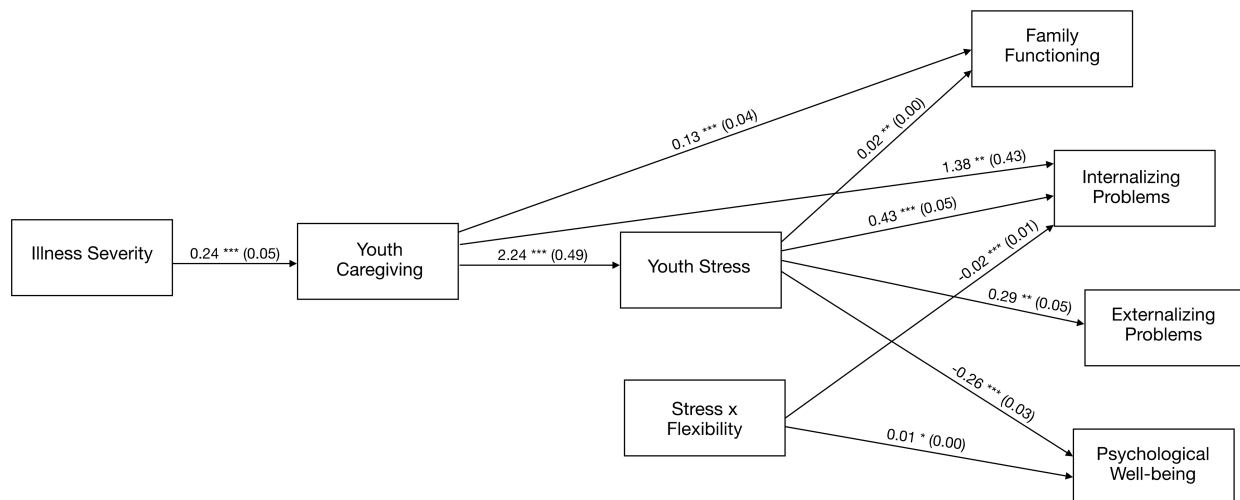 Family
Functioning
0.13 *** (0.04)
0.02 ** (0.00)
1.38 ** (0.43)
Internalizing
Problems
0.43 *** (0.05)
Illness Severity
0.24 *** (0.05)
Youth
Caregiving
2.24 *** (0.49)
Youth Stress
-0.02 *** (0.01)
0.29 ** (0.05)
Externalizing
Problems
-0.26 *** (0.03)
Stress x
Flexibility
0.01 * (0.00)
Psychological
Well-being